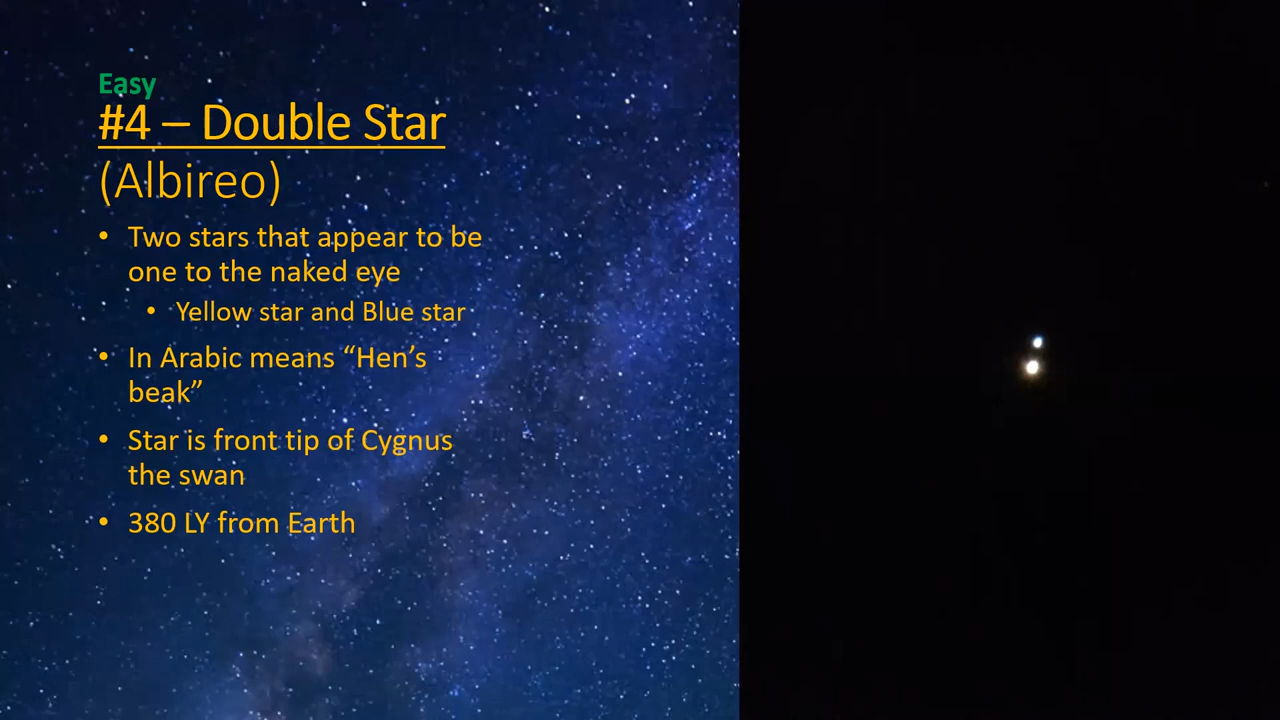 Easy
#4 – Double Star
(Albireo)
• Two stars that appear to be
one to the naked eye
• Yellow star and Blue star
• In Arabic means “Hen’s
beak”
• Star is front tip of Cygnus
the swan
• 380 LY from Earth